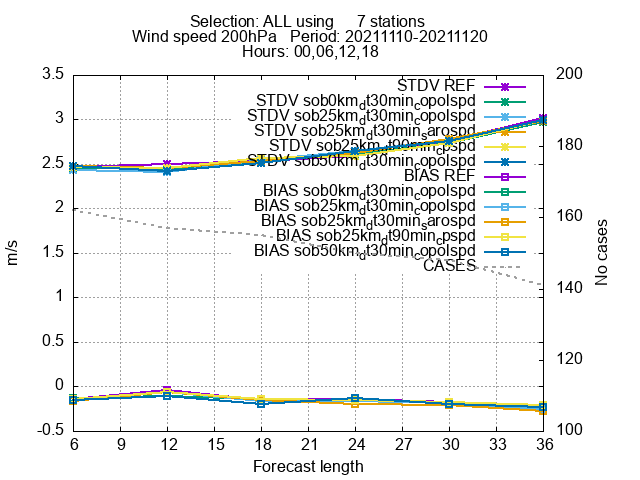 Selection: ALL using 7 stations
Wind speed 200hPa Period: 20211110-20211120
Hours: 00,06,12,18
3.5
3
2.5
2
1.5
1
0.5
0
-0.5
m/s
200
180
160
140
120
100
No cases
STDV REF
STDV sob0km_dt30min_copolspd
STDV sob25km_dt30min_copolspd
STDV sob25km_dt30min_sarospd
STDV sob25km_dt90min_cpspd
STDV sob50km_dt30min_copolspd
BIAS REF
BIAS sob0km_dt30min_copolspd
BIAS sob25km_dt30min_copolspd
BIAS sob25km_dt30min_sarospd
BIAS sob25km_dt90min_cpspd
BIAS sob50km_dt30min_copolspd
CASES
6 9 12 15 18 21 24 27 30 33 36
Forecast length